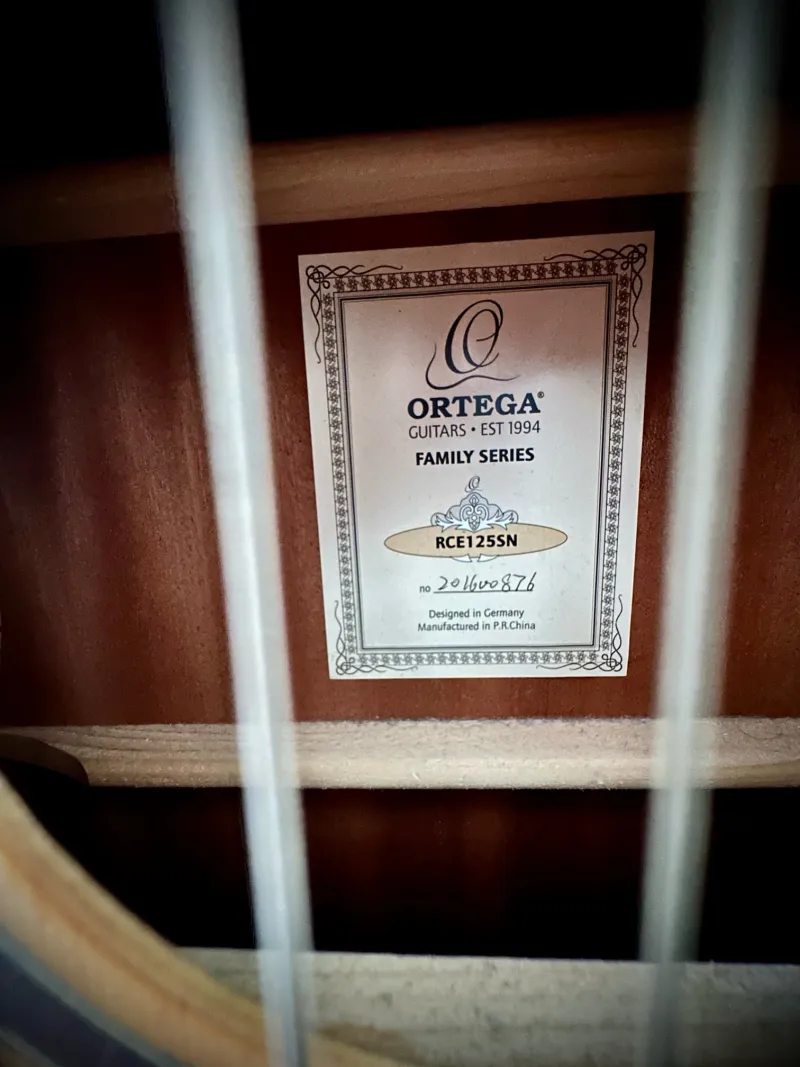 O
ORTEGA®
GUITARS • EST 1994
FAMILY SERIES
RCE125SN
no 201600876
Designed in Germany
Manufactured in P.R.China